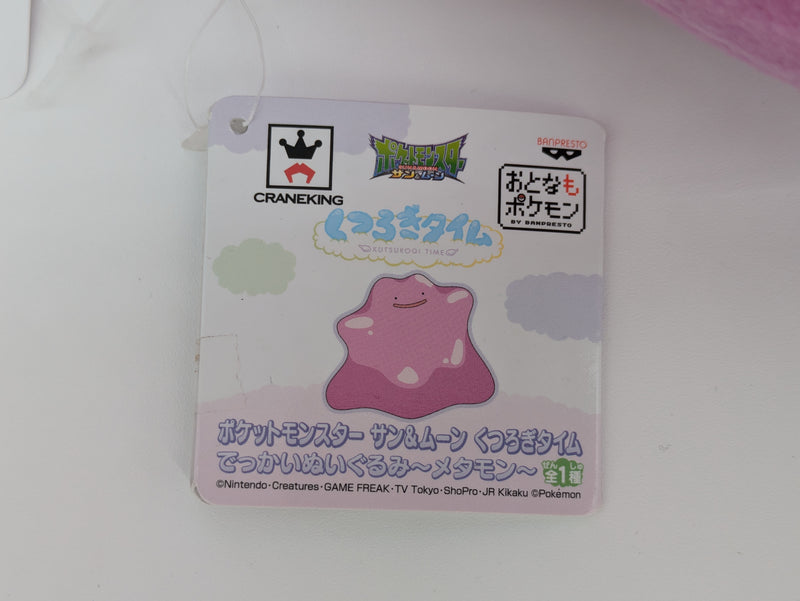 CRANEKING
ポケットモンスター
サン&ムーン
くつろぎタイム
KUTSUROGI TIME
BANPRESTO
おとなも
ポケモン
BY BANPRESTO
ポケットモンスター サン&ムーン くつろぎタイム
でっかいぬいぐるみ～メタモン～
ぜん しゅ
全1種
©Nintendo・Creatures・GAME FREAK・TV Tokyo・ShoPro・JR Kikaku ©Pokémon